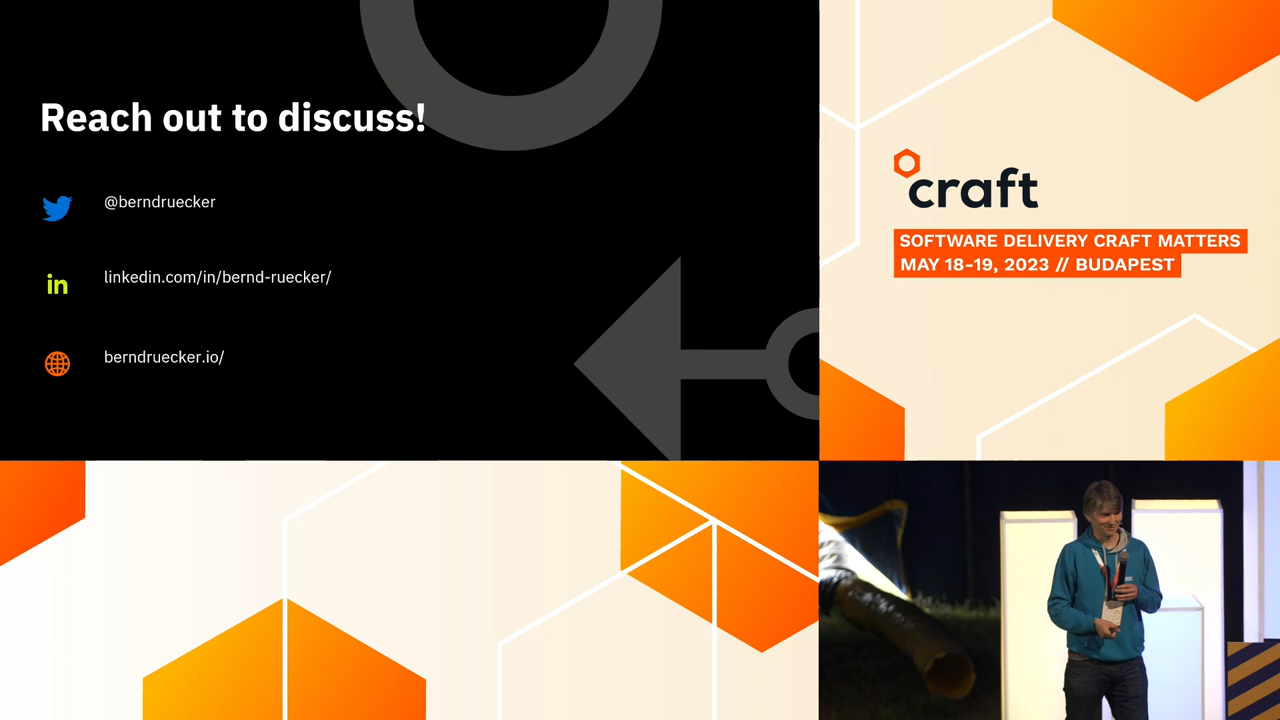 Reach out to discuss!
@berndruecker
linkedin.com/in/bernd-ruecker/
berndruecker.io/
craft
SOFTWARE DELIVERY CRAFT MATTERS
MAY 18-19, 2023 // BUDAPEST